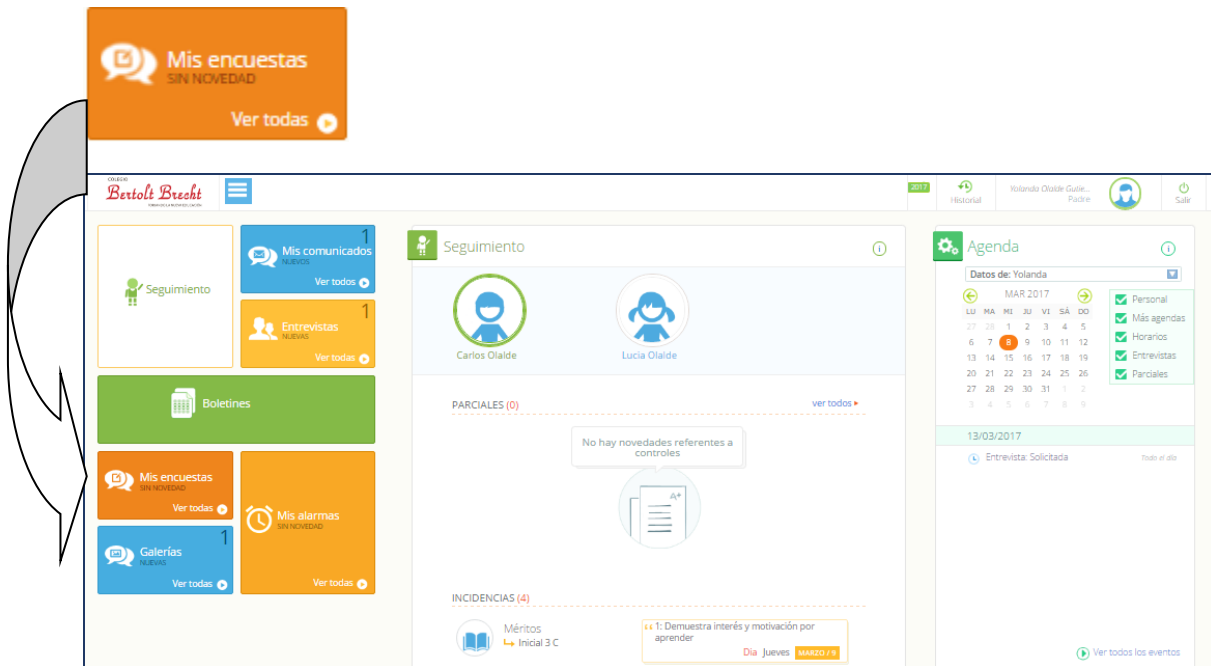 Mis encuestas
SIN NOVEDAD
Ver todas
COLEGIO
Bertolt Brecht
2017
Historial
Yolanda Olalde Gutie...
Padre
Salir
Seguimiento
1
Mis comunicados
NUEVOS
Ver todos
1
Entrevistas
NUEVAS
Ver todas
Boletines
Mis encuestas
SIN NOVEDAD
Ver todas
Mis alarmas
SIN NOVEDAD
Ver todas
1
Galerías
NUEVAS
Ver todas
Seguimiento
Carlos Olalde
Lucia Olalde
PARCIALES (0)
ver todos
No hay novedades referentes a
controles
A+
INCIDENCIAS (4)
Méritos
Inicial 3 C
1: Demuestra interés y motivación por
aprender
Dia Jueves MARZO / 9
Agenda
Datos de: Yolanda
MAR 2017
LU MA MI JU VI SÁ DO
27 28 1 2 3 4 5
6 7 8 9 10 11 12
13 14 15 16 17 18 19
20 21 22 23 24 25 26
27 28 29 30 31 1 2
3 4 5 6 7 8 9
Personal
Más agendas
Horarios
Entrevistas
Parciales
13/03/2017
Entrevista: Solicitada
Todo el día
Ver todos los eventos